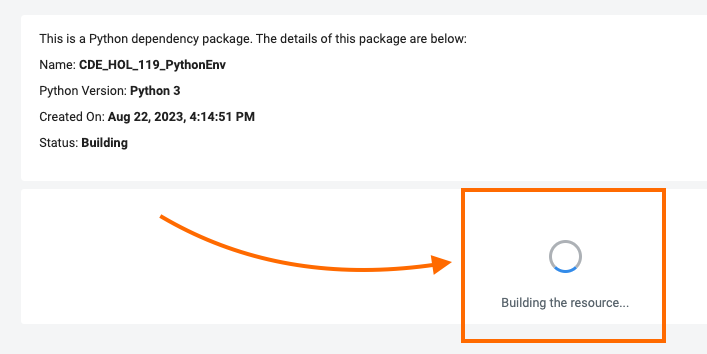 This is a Python dependency package. The details of this package are below:
Name: CDE_HOL_119_PythonEnv
Python Version: Python 3
Created On: Aug 22, 2023, 4:14:51 PM
Status: Building
Building the resource...